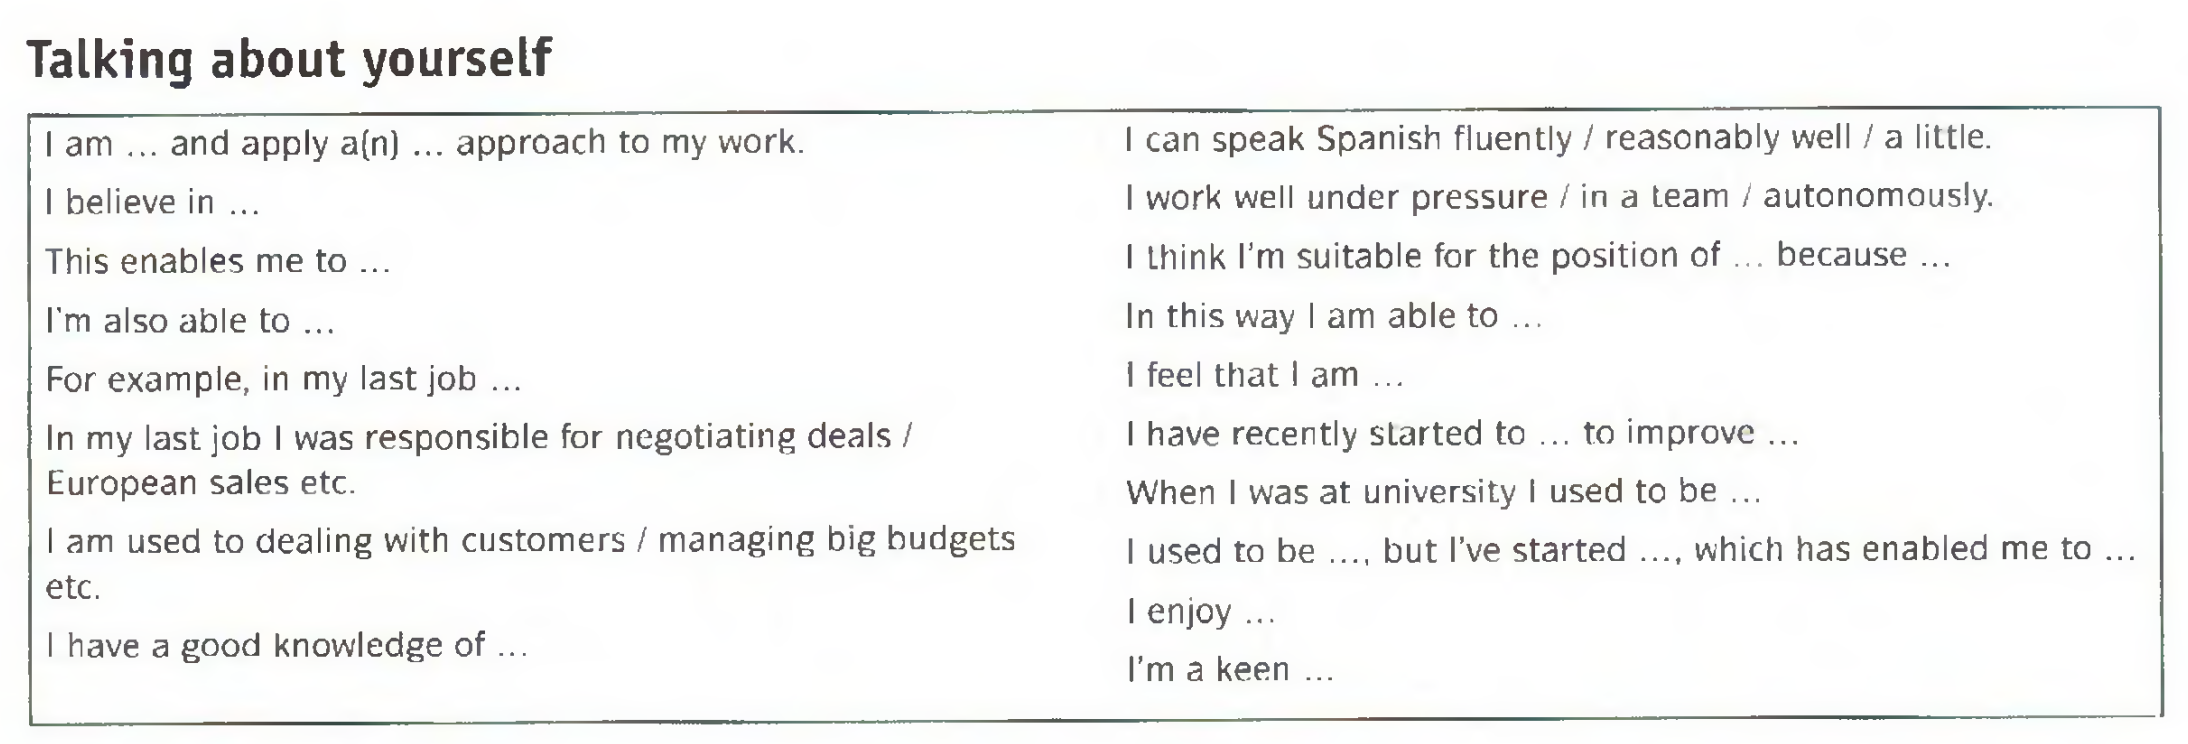 Talking about yourself
I am ... and apply a(n) ... approach to my work.
I believe in ...
This enables me to ...
I'm also able to ...
For example, in my last job ...
In my last job I was responsible for negotiating deals /
European sales etc.
I am used to dealing with customers / managing big budgets
etc.
I have a good knowledge of ...
I can speak Spanish fluently / reasonably well / a little.
I work well under pressure / in a team / autonomously.
I think I'm suitable for the position of ... because ...
In this way I am able to ...
I feel that I am ...
I have recently started to ... to improve ...
When I was at university I used to be ...
I used to be ..., but I've started ..., which has enabled me to ...
I enjoy ...
I'm a keen ...